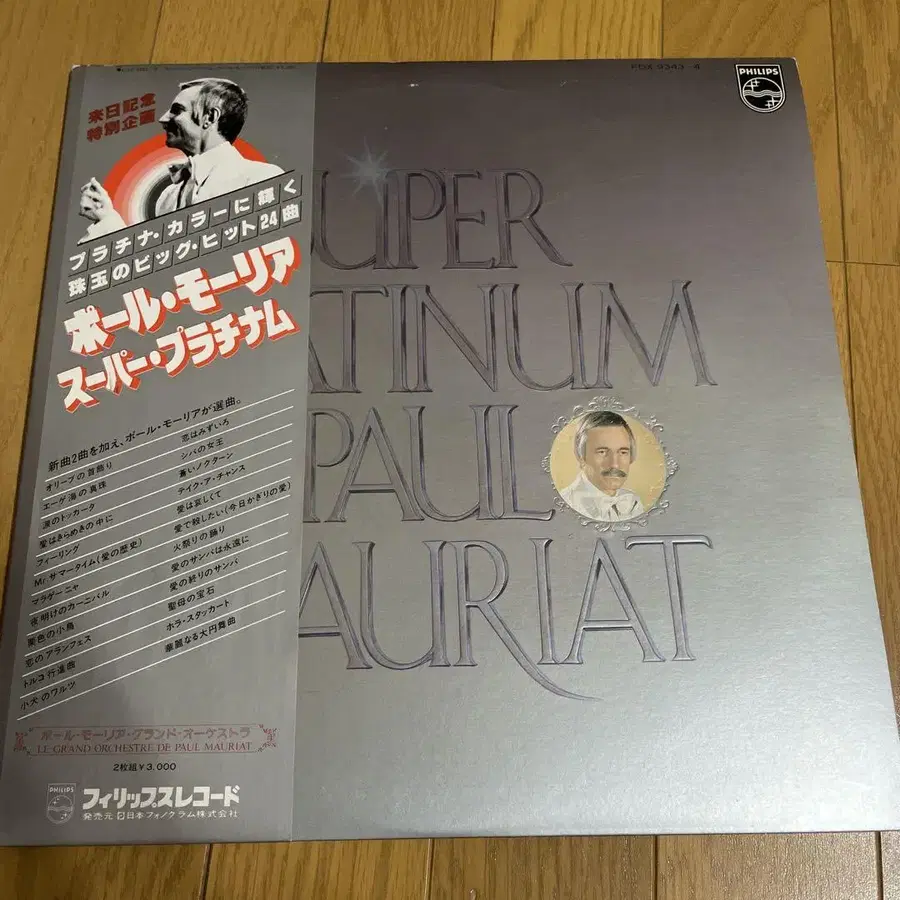 来日記念
特別企画
プラチナ・カラーに輝く
珠玉のビッグ・ヒット24曲
ポール・モーリア
スーパー・プラチナム
新曲2曲を加え、ポール・モーリアが選曲。
オリーブの首飾り
エーゲ海の真珠
涙のトッカータ
愛はきらめきの中に
フィーリング
Mr.サマータイム(愛の歴史)
マラゲーニャ
夜明けのカーニバル
栗色の小鳥
恋のアランフェス
トルコ行進曲
小犬のワルツ
恋はみずいろ
シバの女王
蒼いノクターン
テイク・ア・チャンス
愛は哀しくて
愛で殺したい(今日かぎりの愛)
火祭りの踊り
愛のサンバは永遠に
愛の終りのサンバ
聖母の宝石
ホラ・スタッカート
華麗なる大円舞曲
ポール・モーリア・グランド・オーケストラ
LE GRAND ORCHESTRE DE PAUL MAURIAT
2枚組¥3,000
PHILIPS
フィリップスレコード
発売元 日本フォノグラム株式会社
FDX-9343~4
PHILIPS
SUPER
ATINUM
PAUL
AURIAT